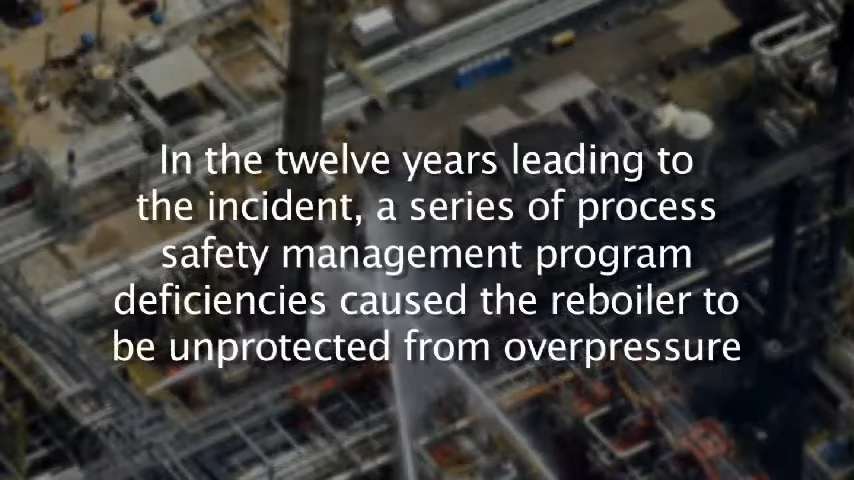 In the twelve years leading to
the incident, a series of process
safety management program
deficiencies caused the reboiler to
be unprotected from overpressure